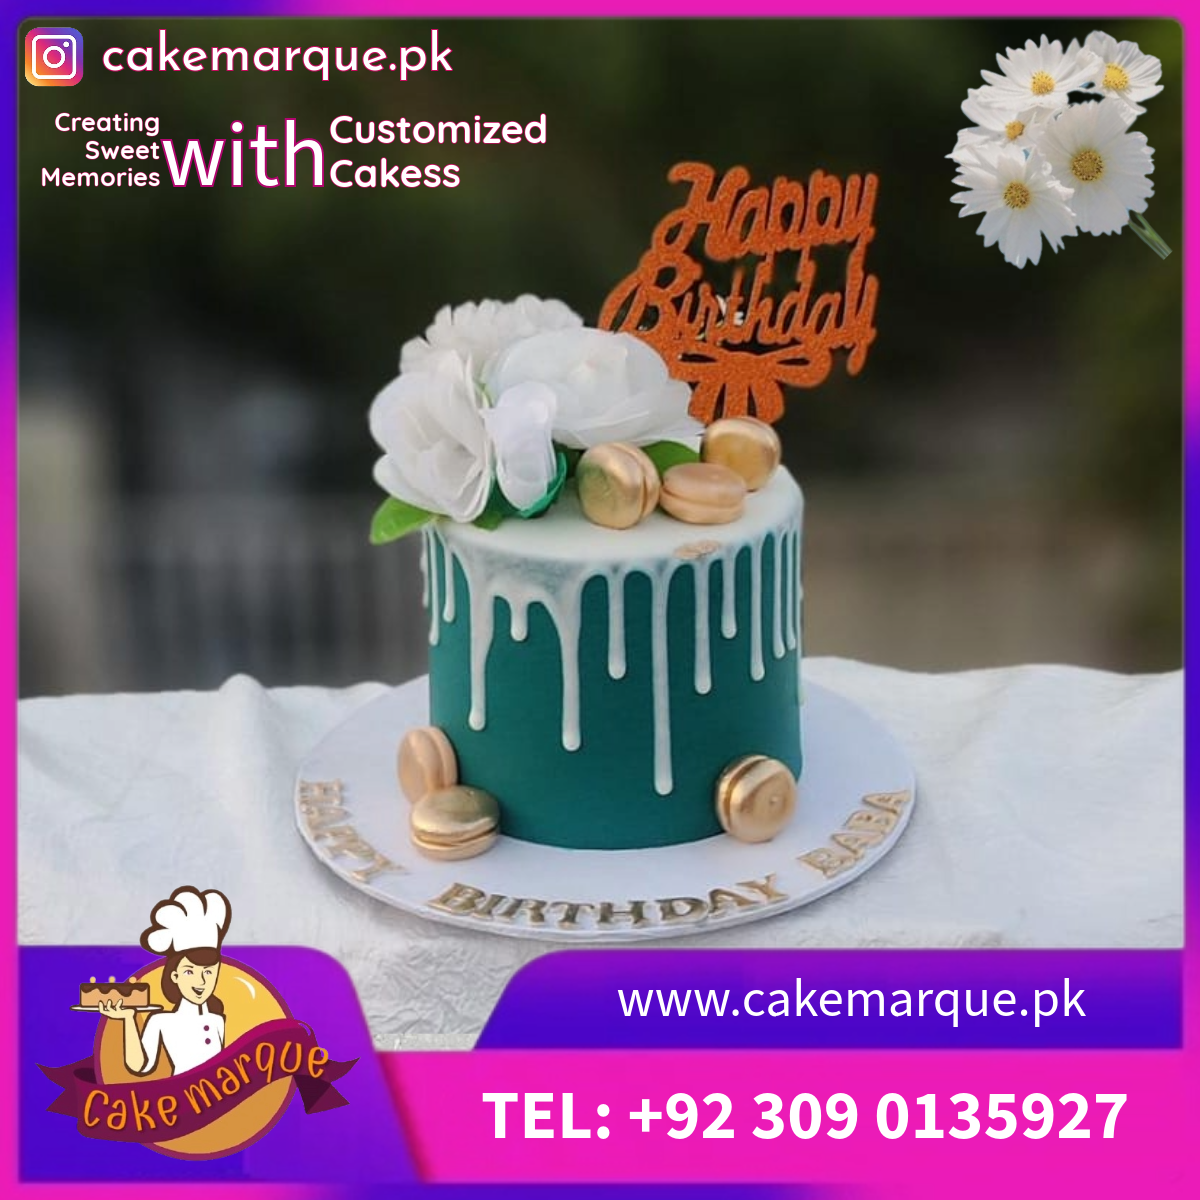 cakemarque.pk
Creating
Sweet
Memories
with
Customized
Cakess
Happy
Birthday
HAPPY BIRTHDAY BABA
Cake marque
www.cakemarque.pk
TEL: +92 309 0135927